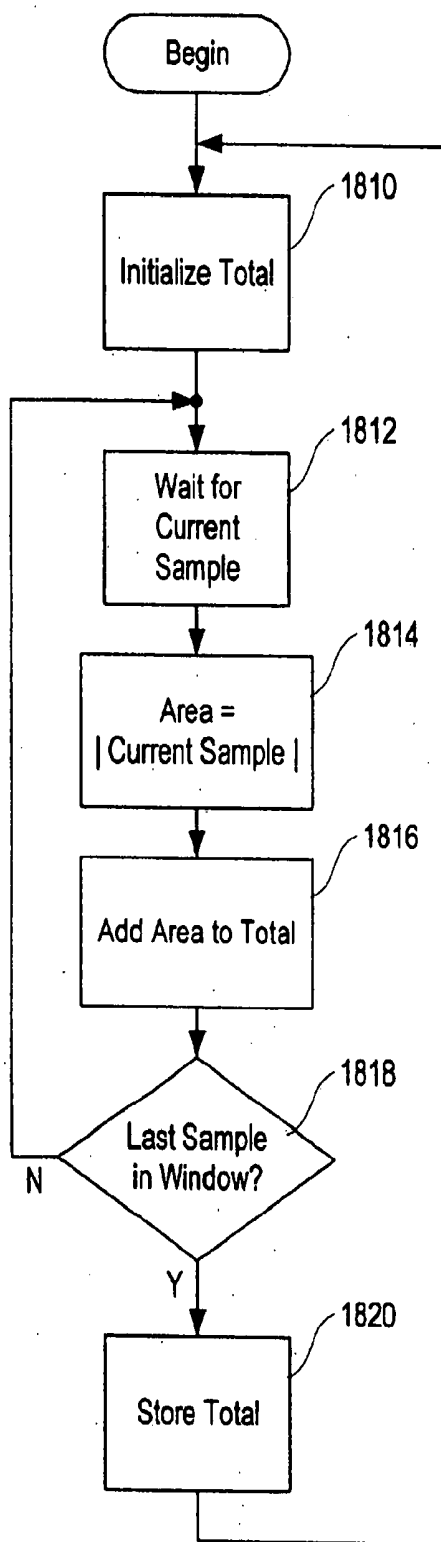 Begin
1810
Initialize Total
1812
Wait for
Current
Sample
1814
Area =
| Current Sample |
1816
Add Area to Total
1818
Last Sample
in Window?
N
Y
1820
Store Total